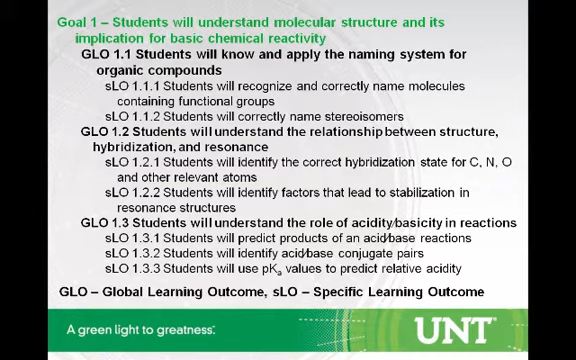 Goal 1 – Students will understand molecular structure and its
implication for basic chemical reactivity
GLO 1.1 Students will know and apply the naming system for
organic compounds
sLO 1.1.1 Students will recognize and correctly name molecules
containing functional groups
sLO 1.1.2 Students will correctly name stereoisomers
GLO 1.2 Students will understand the relationship between structure,
hybridization, and resonance
sLO 1.2.1 Students will identify the correct hybridization state for C, N, O
and other relevant atoms
sLO 1.2.2 Students will identify factors that lead to stabilization in
resonance structures
GLO 1.3 Students will understand the role of acidity/basicity in reactions
sLO 1.3.1 Students will predict products of an acid/base reactions
sLO 1.3.2 Students will identify acid/base conjugate pairs
sLO 1.3.3 Students will use pKa values to predict relative acidity
GLO – Global Learning Outcome, sLO – Specific Learning Outcome
A green light to greatness.
UNT